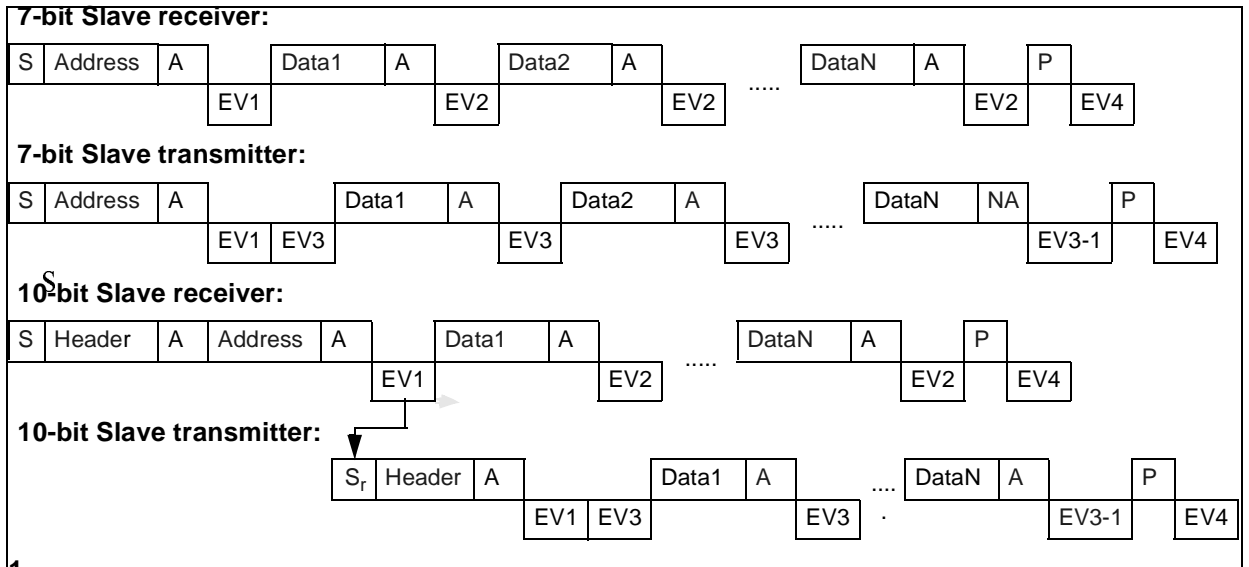 7-bit Slave receiver:
S Address A Data1 A Data2 A ..... DataN A P
EV1 EV2 EV2 EV2 EV4
7-bit Slave transmitter:
S Address A Data1 A Data2 A ..... DataN NA P
EV1 EV3 EV3 EV3 EV3-1 EV4
S
10-bit Slave receiver:
S Header A Address A Data1 A ..... DataN A P
EV1 EV2 EV2 EV4
10-bit Slave transmitter:
Sr Header A Data1 A .... DataN A P
EV1 EV3 EV3 . EV3-1 EV4